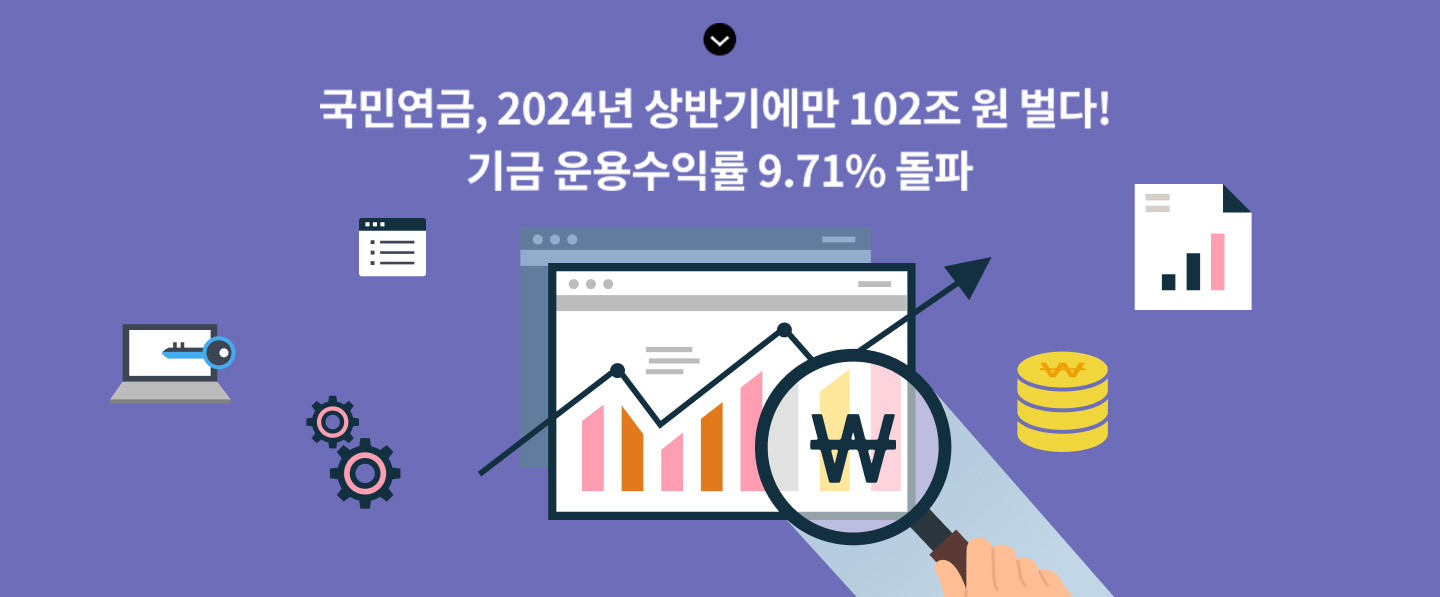 국민연금, 2024년 상반기에만 102조 원 벌다!
기금 운용수익률 9.71% 돌파
₩
₩